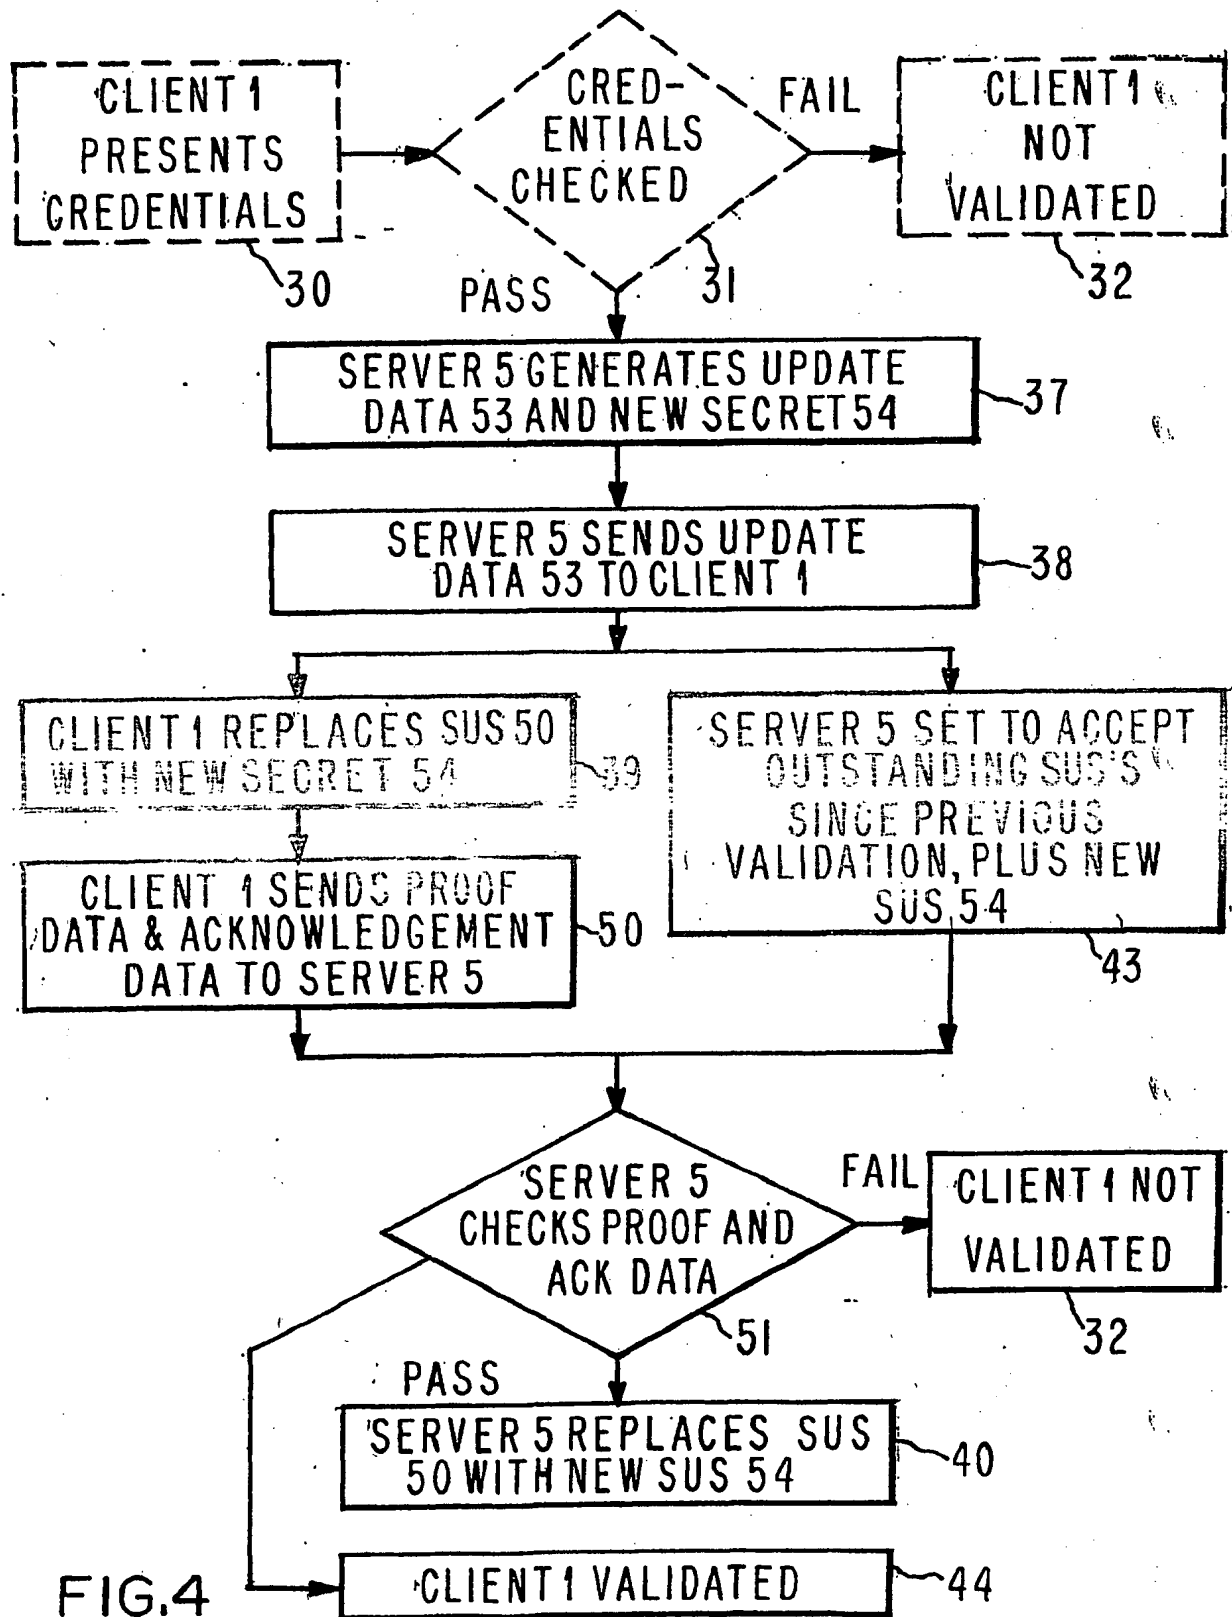 CLIENT 1
PRESENTS
CREDENTIALS
30
CRED-
ENTIALS
CHECKED
31
FAIL
CLIENT 1
NOT
VALIDATED
32
PASS
SERVER 5 GENERATES UPDATE
DATA 53 AND NEW SECRET 54
37
SERVER 5 SENDS UPDATE
DATA 53 TO CLIENT 1
38
CLIENT 1 REPLACES SUS 50
WITH NEW SECRET 54
39
SERVER 5 SET TO ACCEPT
OUTSTANDING SUS'S
SINCE PREVIOUS
VALIDATION, PLUS NEW
SUS 54
43
CLIENT 1 SENDS PROOF
DATA & ACKNOWLEDGEMENT
DATA TO SERVER 5
50
SERVER 5
CHECKS PROOF AND
ACK DATA
51
FAIL
CLIENT 1 NOT
VALIDATED
32
PASS
SERVER 5 REPLACES SUS
50 WITH NEW SUS 54
40
CLIENT 1 VALIDATED
44
FIG.4